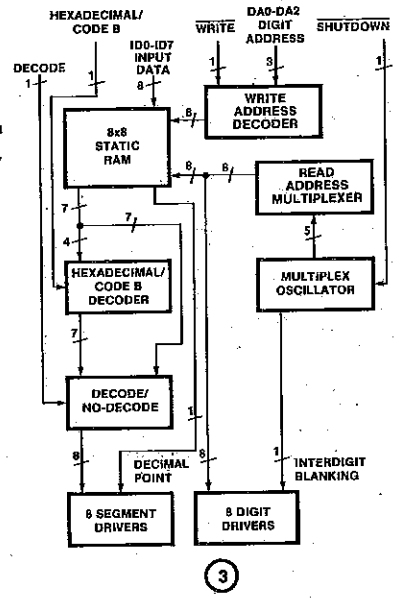 HEXADECIMAL/
CODE B
WRITE
DA0-DA2
DIGIT
ADDRESS
SHUTDOWN
DECODE
1
1
ID0-ID7
INPUT
DATA
8
1
3
1
8x8
STATIC
RAM
8
WRITE
ADDRESS
DECODER
8
8
READ
ADDRESS
MULTIPLEXER
7
7
4
5
HEXADECIMAL/
CODE B
DECODER
MULTIPLEX
OSCILLATOR
7
DECODE/
NO-DECODE
1
8
DECIMAL
POINT
8
1
INTERDIGIT
BLANKING
8 SEGMENT
DRIVERS
8 DIGIT
DRIVERS
3